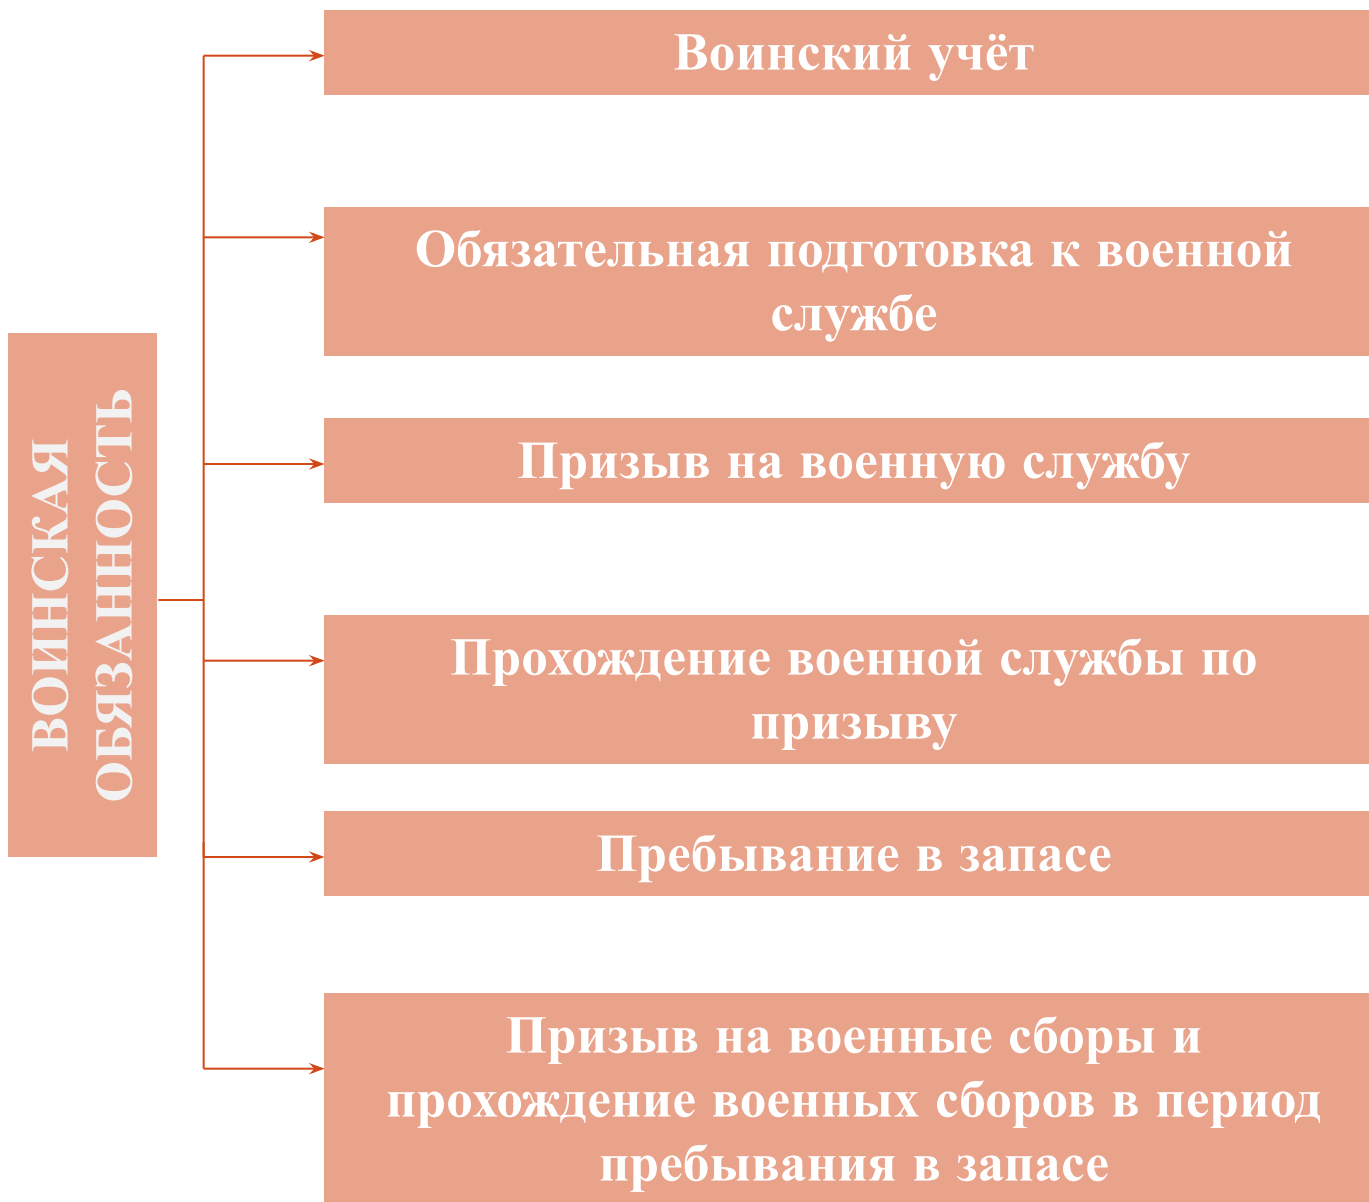 ВОИНСКАЯ
ОБЯЗАННОСТЬ
Воинский учёт
Обязательная подготовка к военной
службе
Призыв на военную службу
Прохождение военной службы по
призыву
Пребывание в запасе
Призыв на военные сборы и
прохождение военных сборов в период
пребывания в запасе